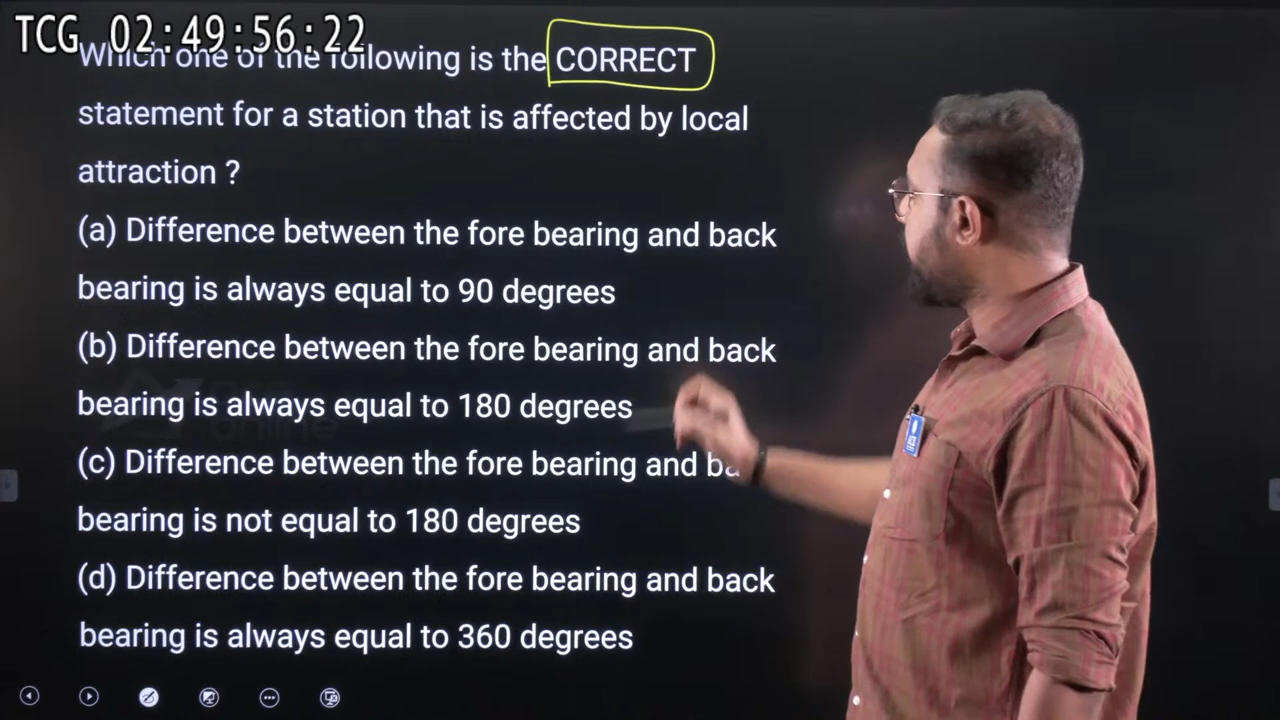 TCG 02:49:56:22
Which one of the following is the CORRECT
statement for a station that is affected by local
attraction ?
(a) Difference between the fore bearing and back
bearing is always equal to 90 degrees
(b) Difference between the fore bearing and back
bearing is always equal to 180 degrees
(c) Difference between the fore bearing and
bearing is not equal to 180 degrees
(d) Difference between the fore bearing and back
bearing is always equal to 360 degrees